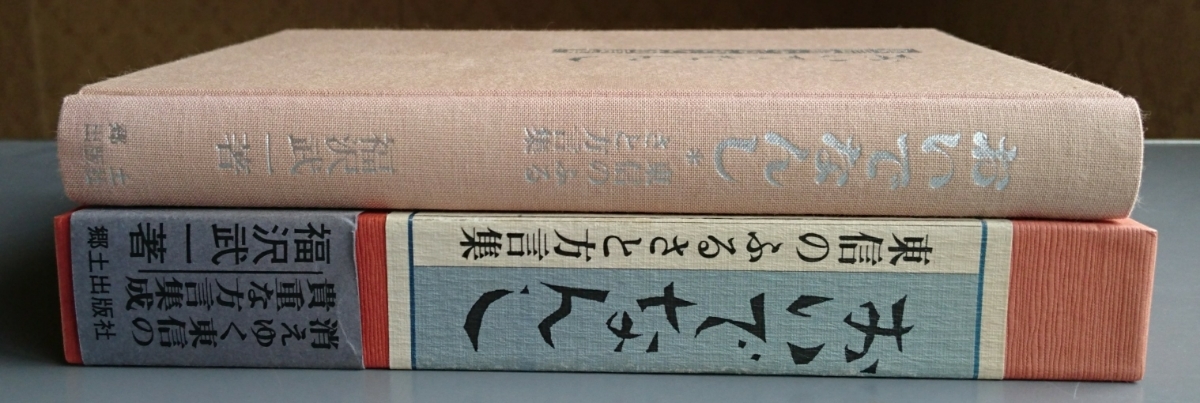 おいでなんし
*
東信のふる
さと方言集
福沢武一著
郷土
出版社
東信のふるさと方言集
おいでなんし
消えゆく東信の
貴重な方言集成
福沢武一著
郷土出版社